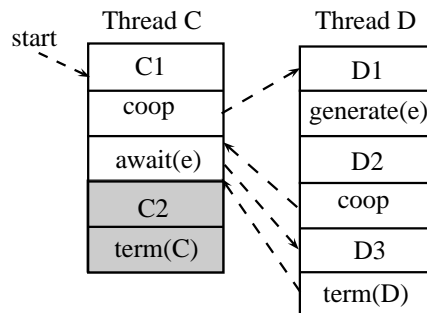 Thread C
Thread D
start
C1
coop
await(e)
C2
term(C)
D1
generate(e)
D2
coop
D3
term(D)